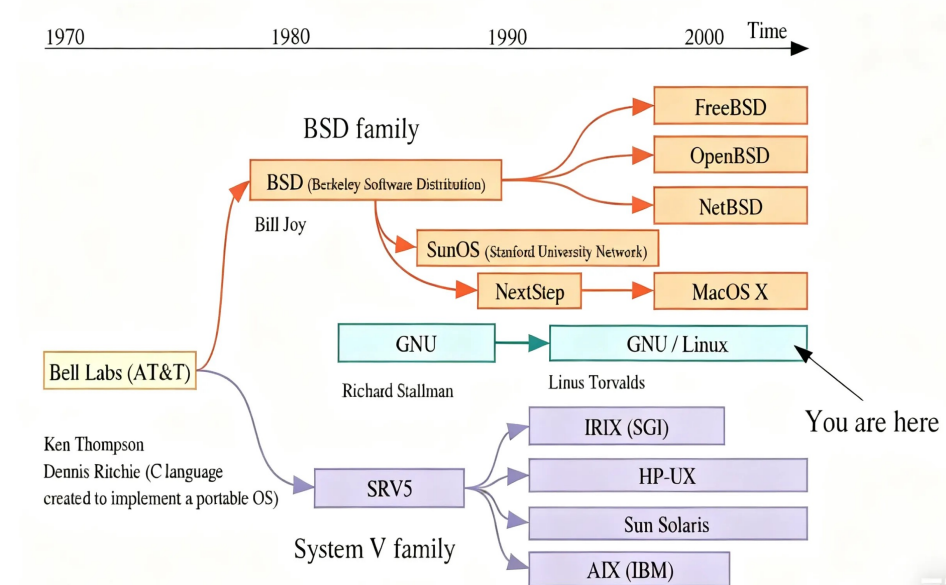 1970 1980 1990 2000 Time
BSD family
FreeBSD
OpenBSD
BSD (Berkeley Software Distribution)
NetBSD
Bill Joy
SunOS (Stanford University Network)
NextStep
MacOS X
GNU
GNU / Linux
Bell Labs (AT&T)
Richard Stallman
Linus Torvalds
You are here
IRIX (SGI)
Ken Thompson
Dennis Ritchie (C language
created to implement a portable OS)
HP-UX
SRV5
Sun Solaris
System V family
AIX (IBM)